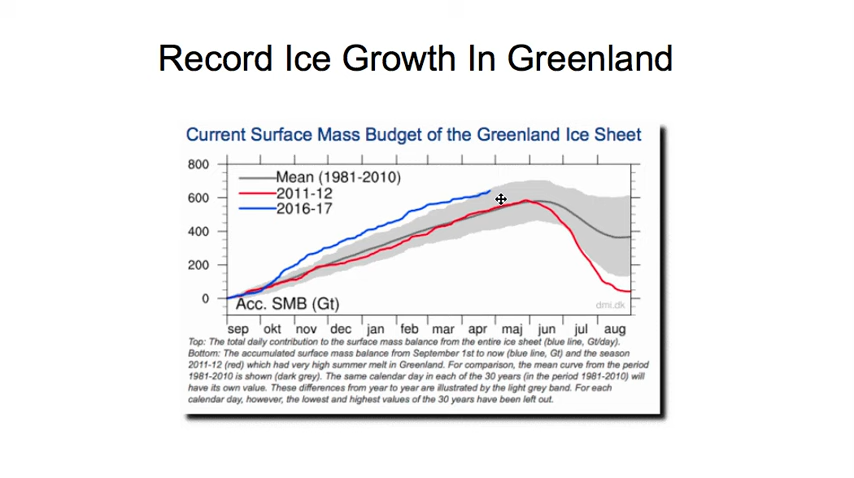 Record Ice Growth In Greenland
Current Surface Mass Budget of the Greenland Ice Sheet
800
Mean (1981-2010)
2011-12
600
2016-17
400
200
0
Acc. SMB (Gt)
dmi.dk
sep okt nov dec jan feb mar apr maj jun jul aug
Top: The total daily contribution to the surface mass balance from the entire ice sheet (blue line, Gt/day).
Bottom: The accumulated surface mass balance from September 1st to now (blue line, Gt) and the season
2011-12 (red) which had very high summer melt in Greenland. For comparison, the mean curve from the period
1981-2010 is shown (dark grey). The same calendar day in each of the 30 years (in the period 1981-2010) will
have its own value. These differences from year to year are illustrated by the light grey band. For each
calendar day, however, the lowest and highest values of the 30 years have been left out.